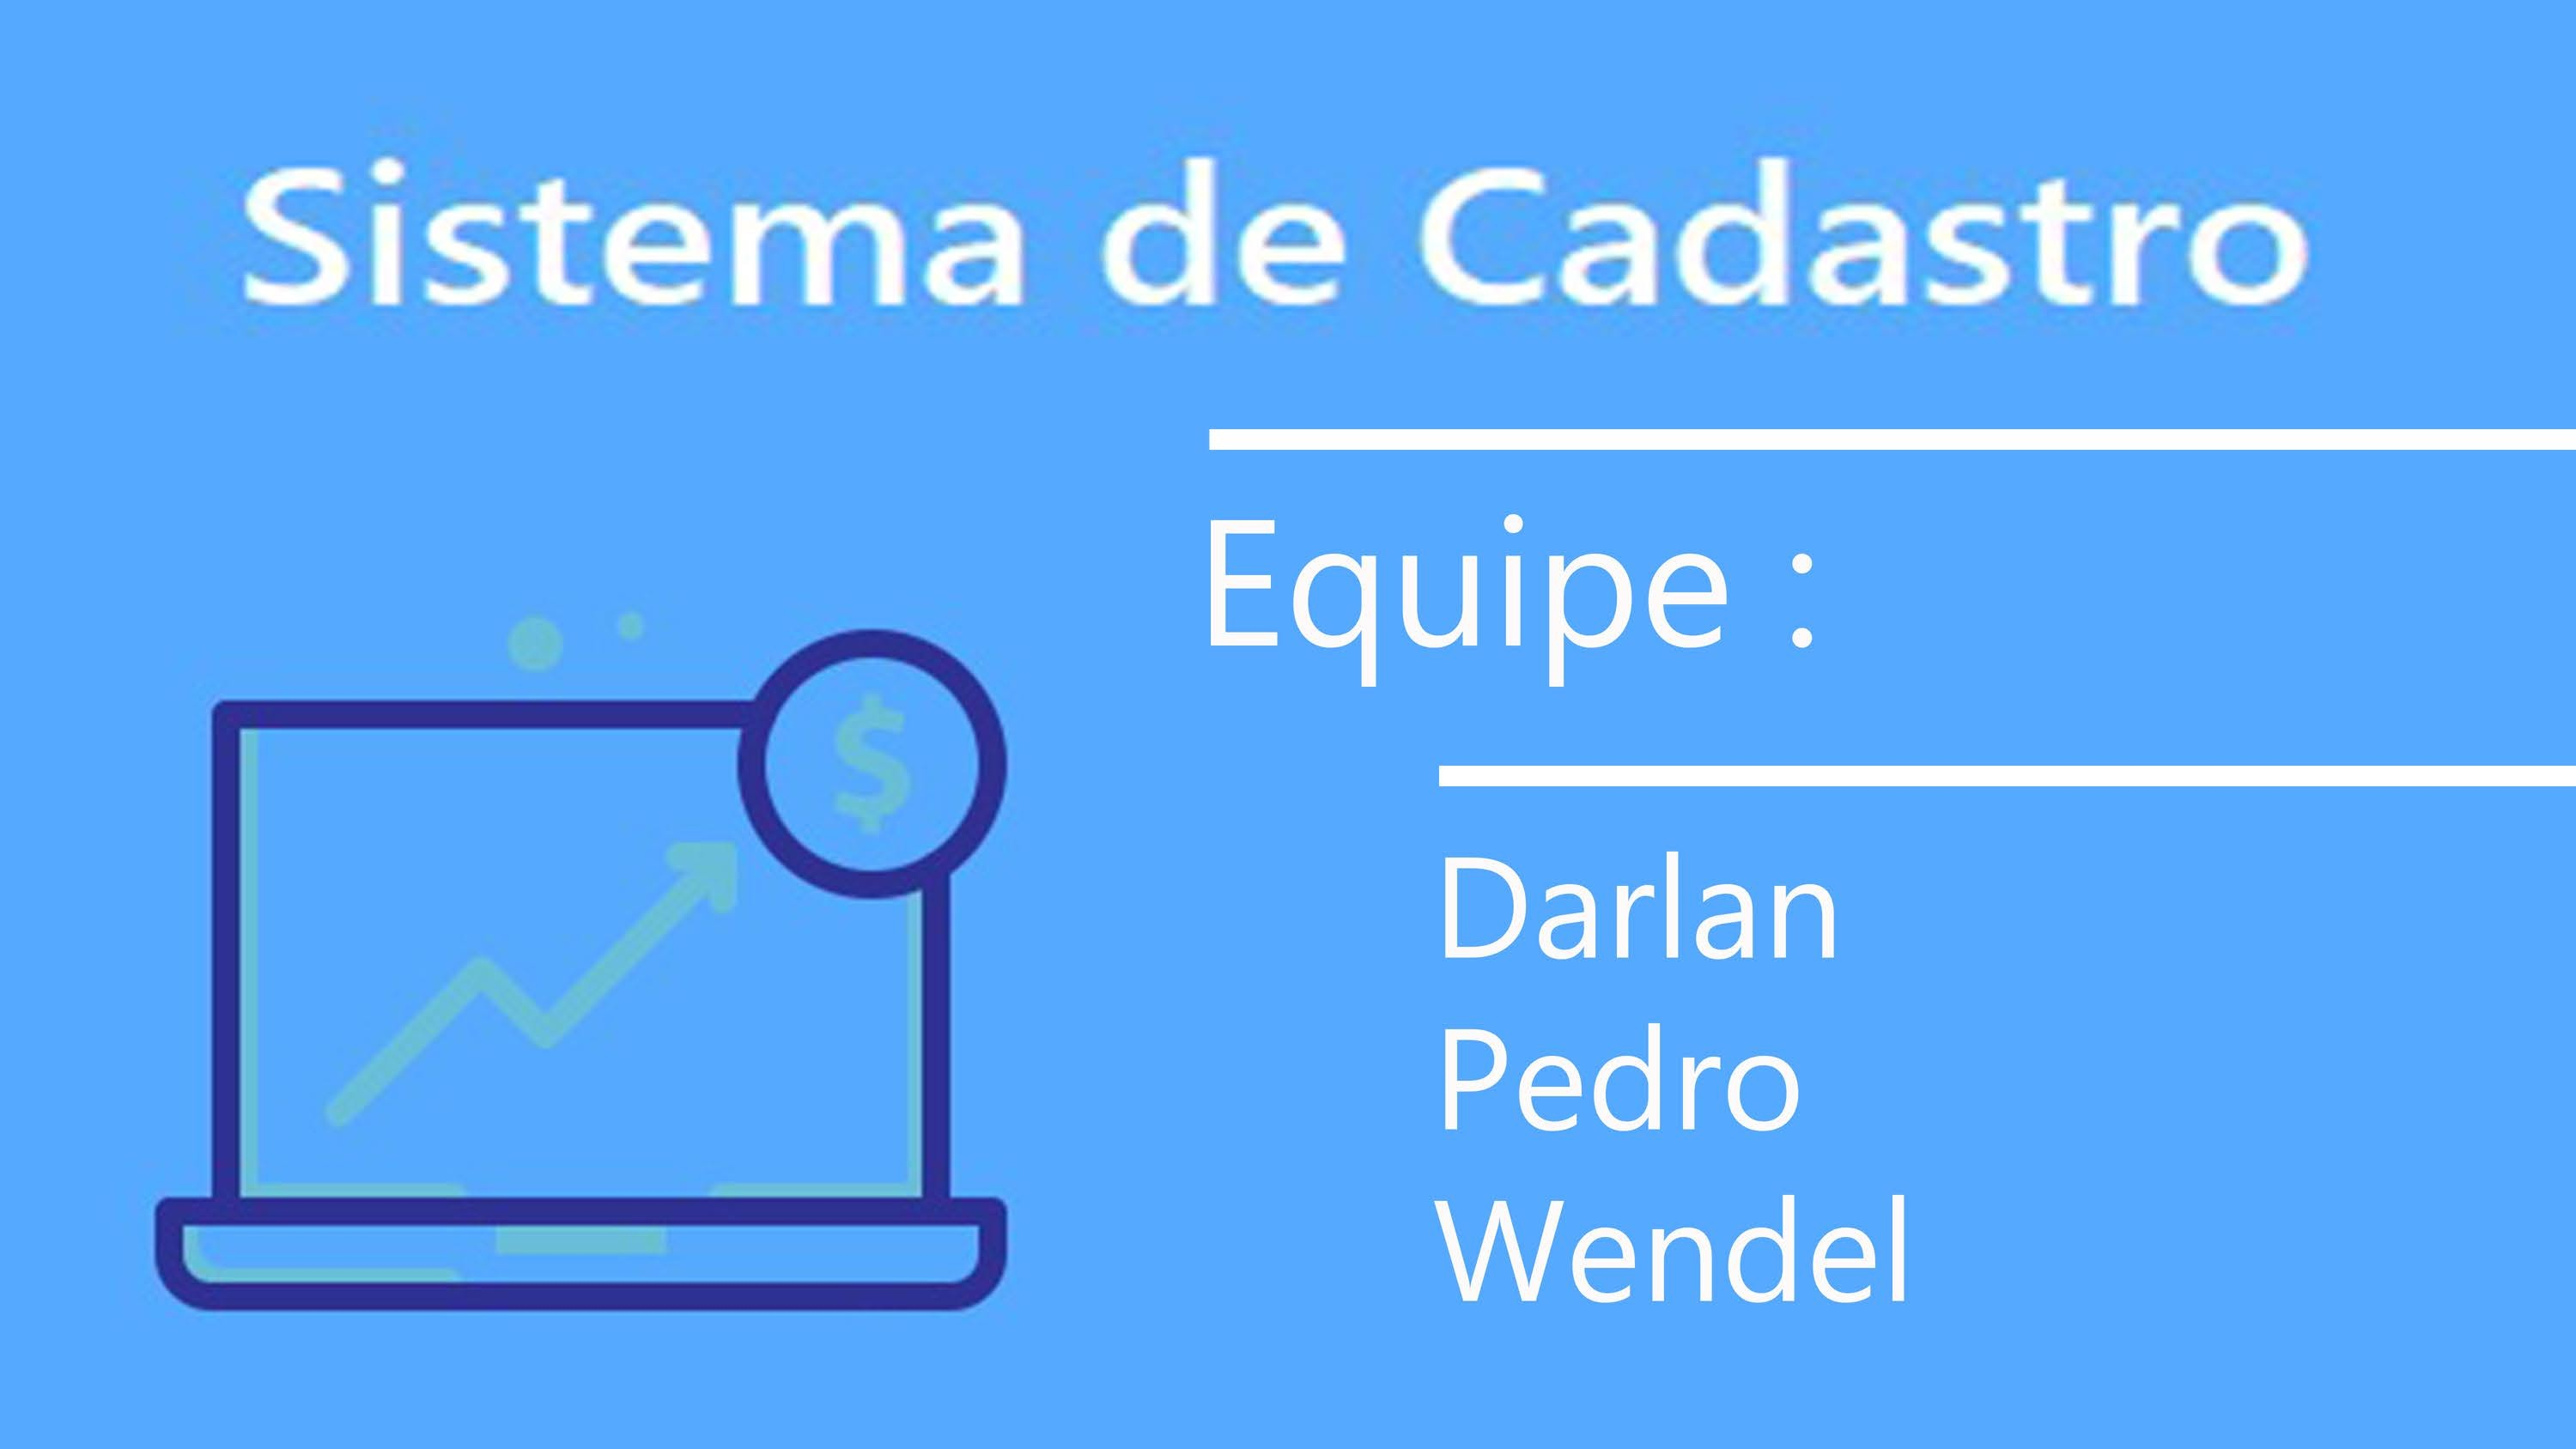 Sistema de Cadastro
Equipe :
$
Darlan
Pedro
Wendel